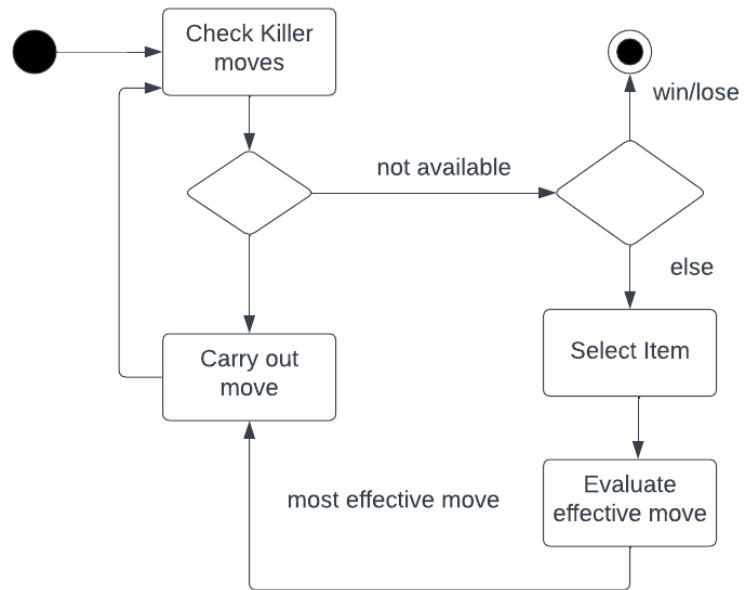 Check Killer
moves
win/lose
not available
else
Select Item
Carry out
move
Evaluate
effective move
most effective move